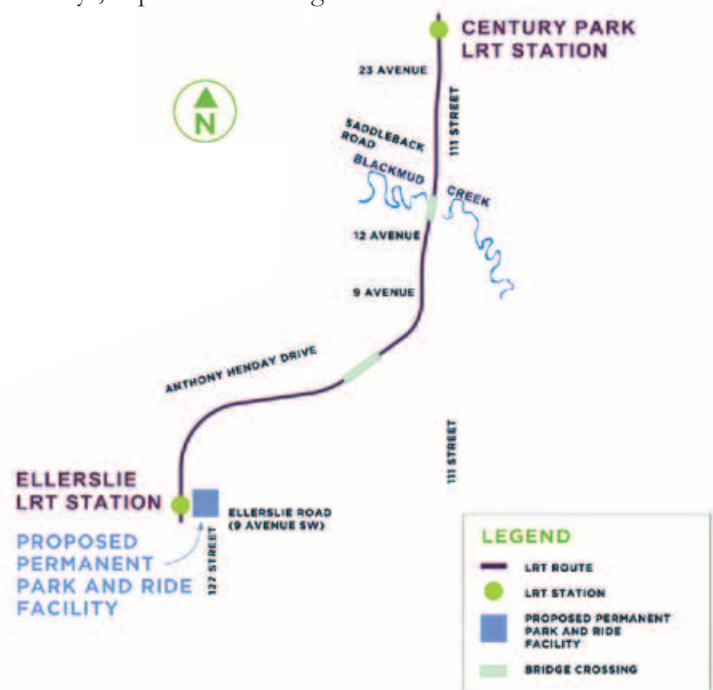 CENTURY PARK
LRT STATION
23 AVENUE
N
111 STREET
SADDLEBACK
ROAD
BLACKMUD
CREEK
12 AVENUE
9 AVENUE
ANTHONY HENDAY DRIVE
111 STREET
ELLERSLIE
LRT STATION
ELLERSLIE ROAD
(9 AVENUE SW)
127 STREET
PROPOSED
PERMANENT
PARK AND RIDE
FACILITY
LEGEND
LRT ROUTE
LRT STATION
PROPOSED PERMANENT
PARK AND RIDE
FACILITY
BRIDGE CROSSING